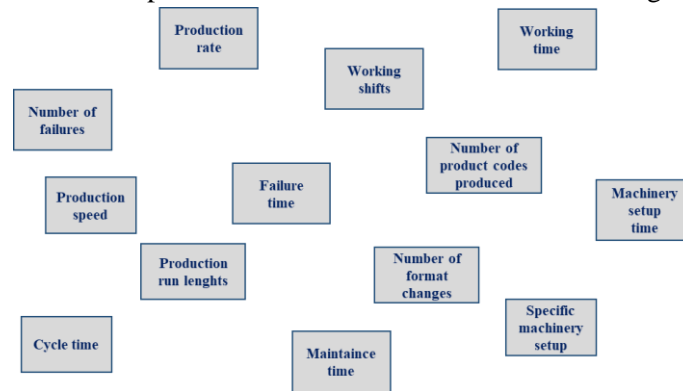 Production
rate
Working
time
Working
shifts
Number of
failures
Number of
product codes
produced
Failure
time
Production
speed
Machinery
setup
time
Production
run lenghts
Number of
format
changes
Specific
machinery
setup
Cycle time
Maintaince
time